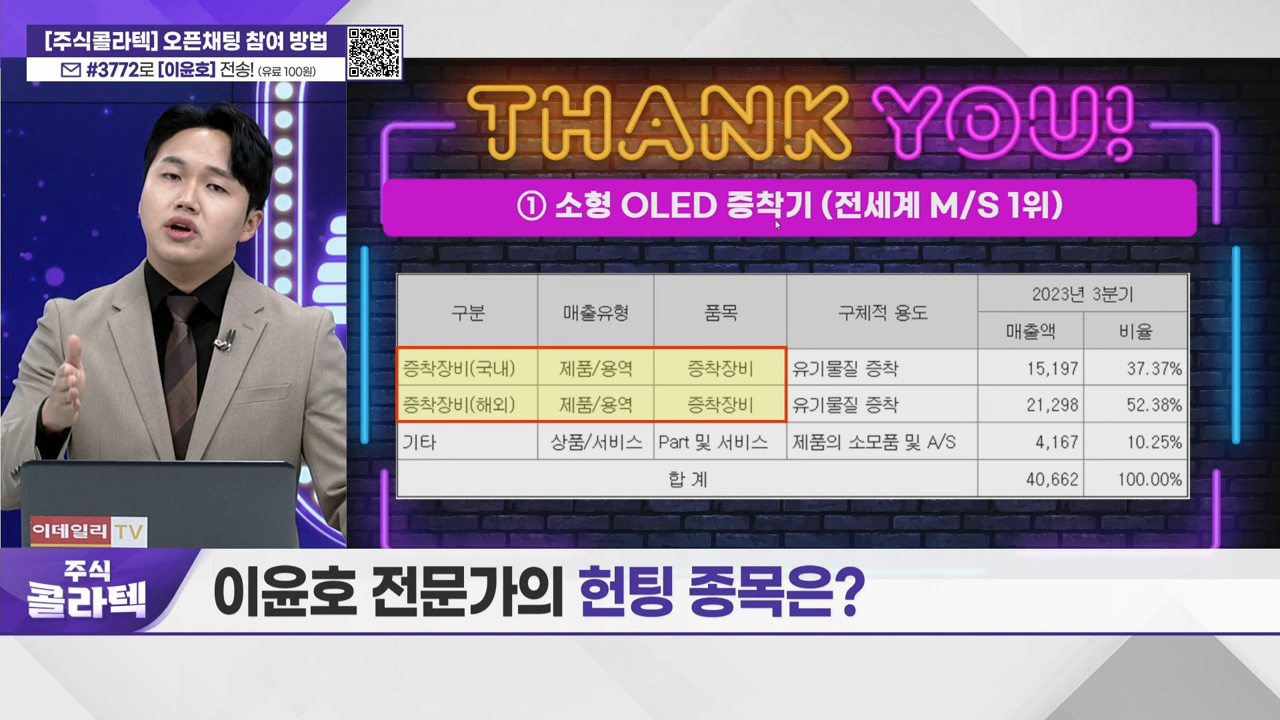 [주식콜라텍] 오픈채팅 참여 방법
#3772로 [이윤호] 전송! (유료 100원)
THANK YOU!
① 소형 OLED 증착기 (전세계 M/S 1위)
구분 매출유형 품목 구체적 용도 2023년 3분기
매출액 비율
증착장비(국내) 제품/용역 증착장비 유기물질 증착 15,197 37.37%
증착장비(해외) 제품/용역 증착장비 유기물질 증착 21,298 52.38%
기타 상품/서비스 Part 및 서비스 제품의 소모품 및 A/S 4,167 10.25%
합 계 40,662 100.00%
이데일리 TV
주식
콜라텍
이윤호 전문가의 헌팅 종목은?